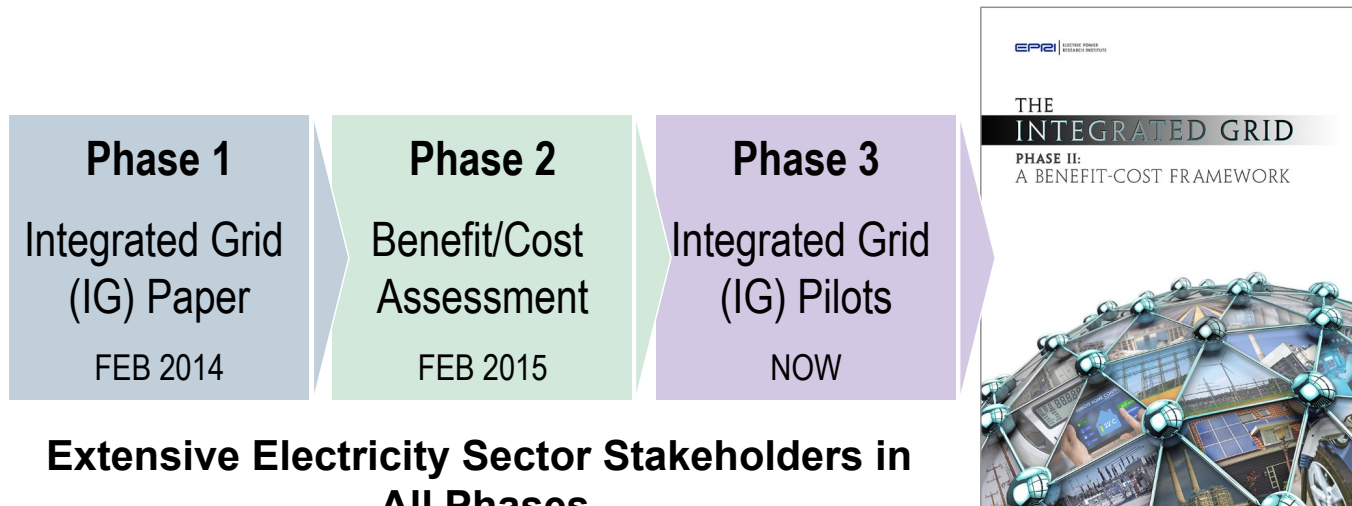 Phase 1
Integrated Grid
(IG) Paper
FEB 2014
Phase 2
Benefit/Cost
Assessment
FEB 2015
Phase 3
Integrated Grid
(IG) Pilots
NOW
Extensive Electricity Sector Stakeholders in
All Phases
EPRI ELECTRIC POWER
RESEARCH INSTITUTE
THE
INTEGRATED GRID
PHASE II:
A BENEFIT-COST FRAMEWORK